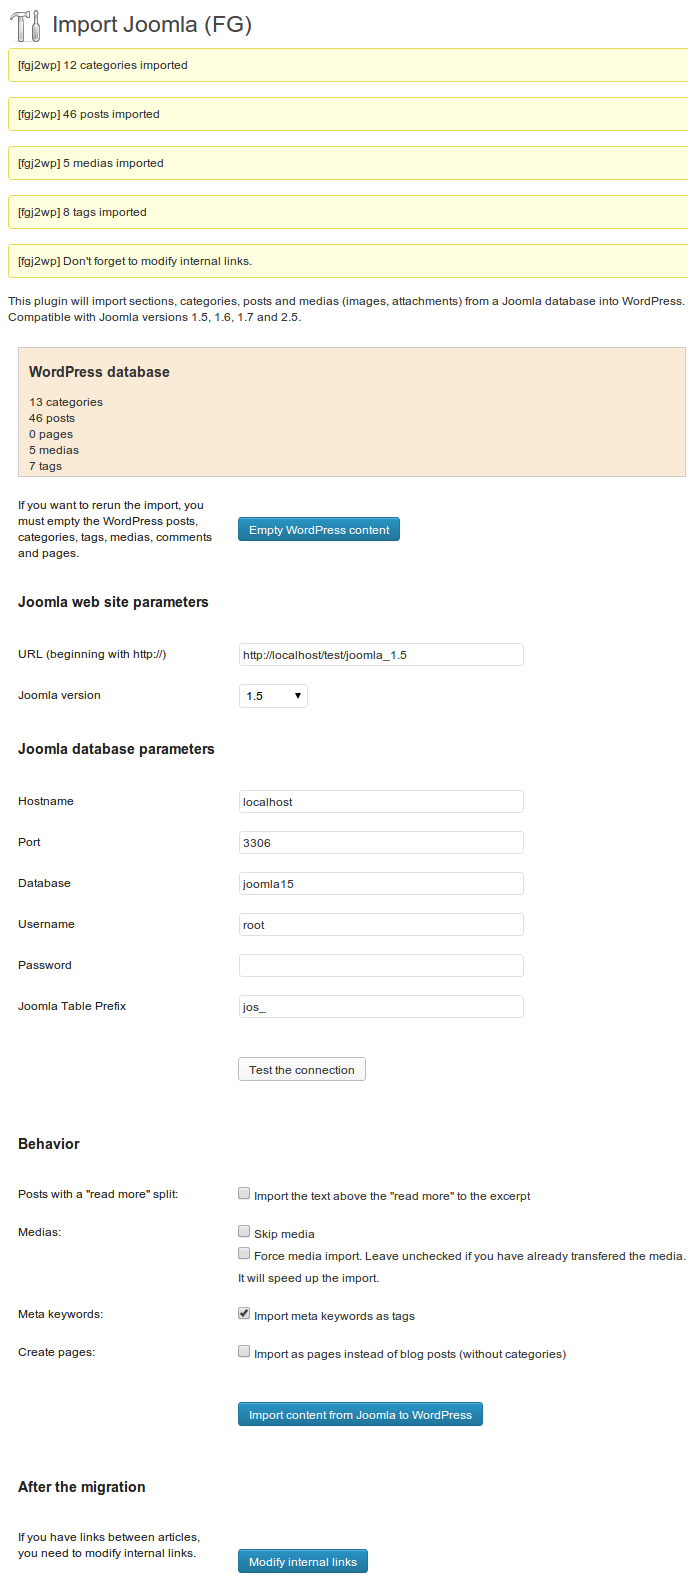 Import Joomla (FG)
[fgj2wp] 12 categories imported
[fgj2wp] 46 posts imported
[fgj2wp] 5 medias imported
[fgj2wp] 8 tags imported
[fgj2wp] Don't forget to modify internal links.
This plugin will import sections, categories, posts and medias (images, attachments) from a Joomla database into WordPress.
Compatible with Joomla versions 1.5, 1.6, 1.7 and 2.5.
WordPress database
13 categories
46 posts
0 pages
5 medias
7 tags
If you want to rerun the import, you
must empty the WordPress posts,
categories, tags, medias, comments
and pages.
Empty WordPress content
Joomla web site parameters
URL (beginning with http://)
http://localhost/test/joomla_1.5
Joomla version
1.5
Joomla database parameters
Hostname
localhost
Port
3306
Database
joomla15
Username
root
Password
Joomla Table Prefix
jos_
Test the connection
Behavior
Posts with a "read more" split:
Import the text above the "read more" to the excerpt
Medias:
Skip media
Force media import. Leave unchecked if you have already transfered the media.
It will speed up the import.
Meta keywords:
Import meta keywords as tags
Create pages:
Import as pages instead of blog posts (without categories)
Import content from Joomla to WordPress
After the migration
If you have links between articles,
you need to modify internal links.
Modify internal links